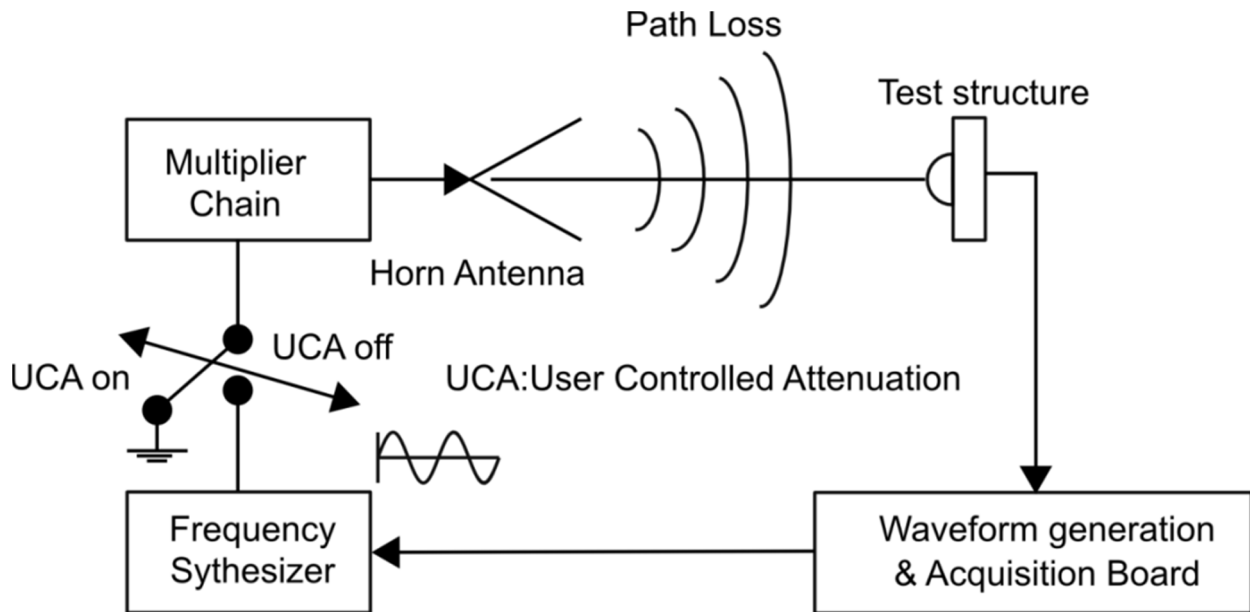 Path Loss
Test structure
Multiplier
Chain
Horn Antenna
UCA off
UCA on
UCA:User Controlled Attenuation
Frequency
Sythesizer
Waveform generation
& Acquisition Board